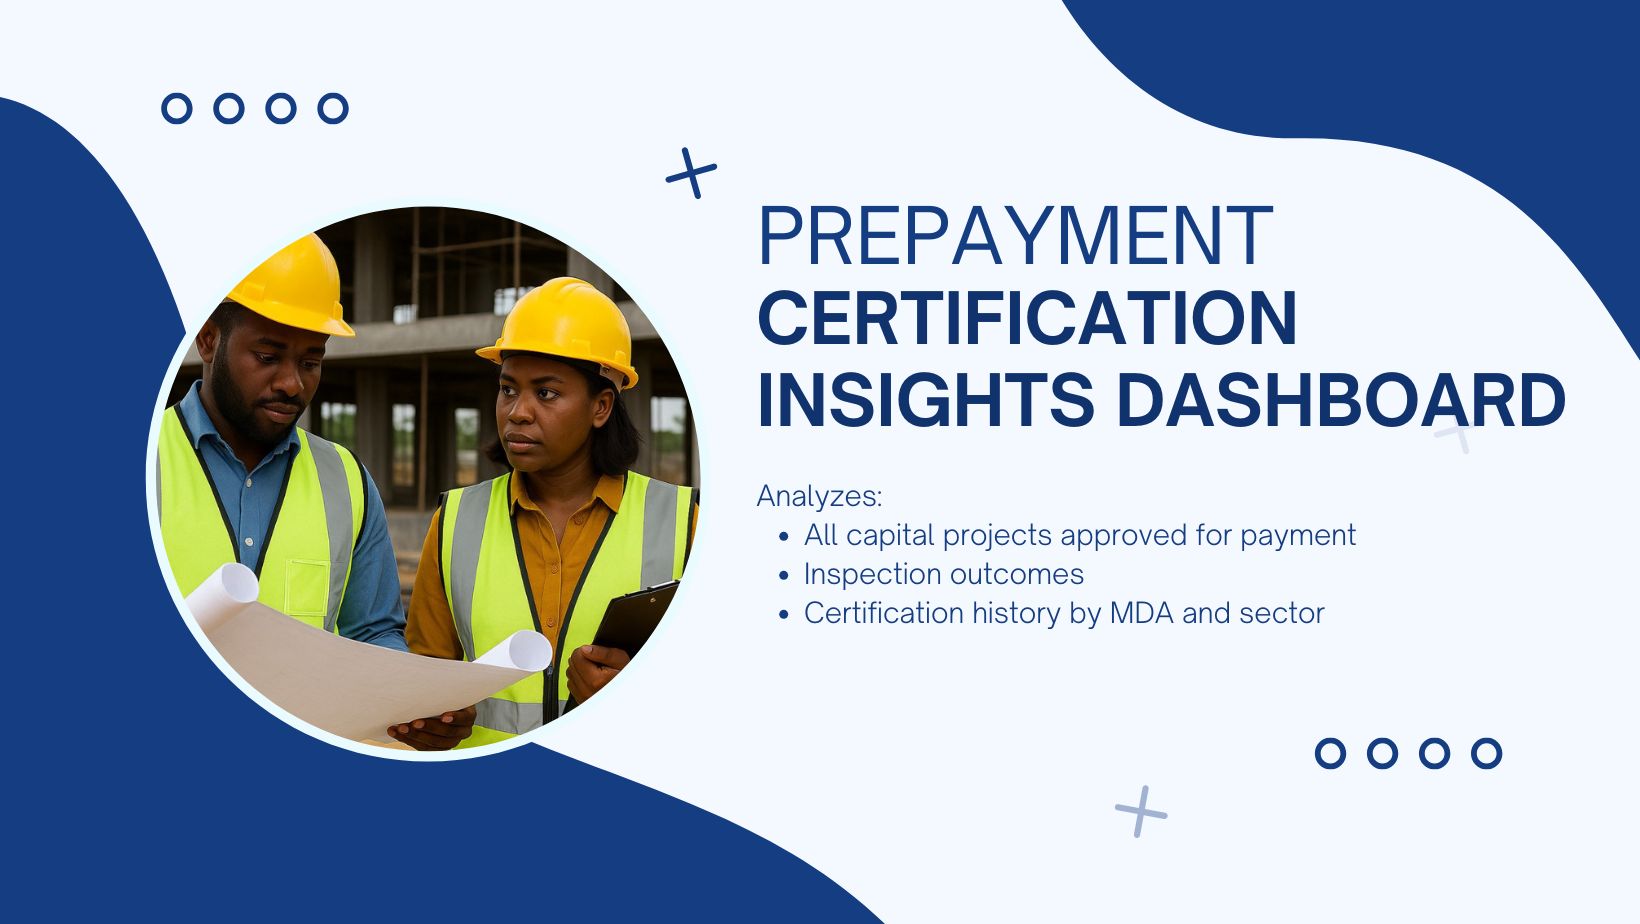 PREPAYMENT
CERTIFICATION
INSIGHTS DASHBOARD
Analyzes:
• All capital projects approved for payment
• Inspection outcomes
• Certification history by MDA and sector